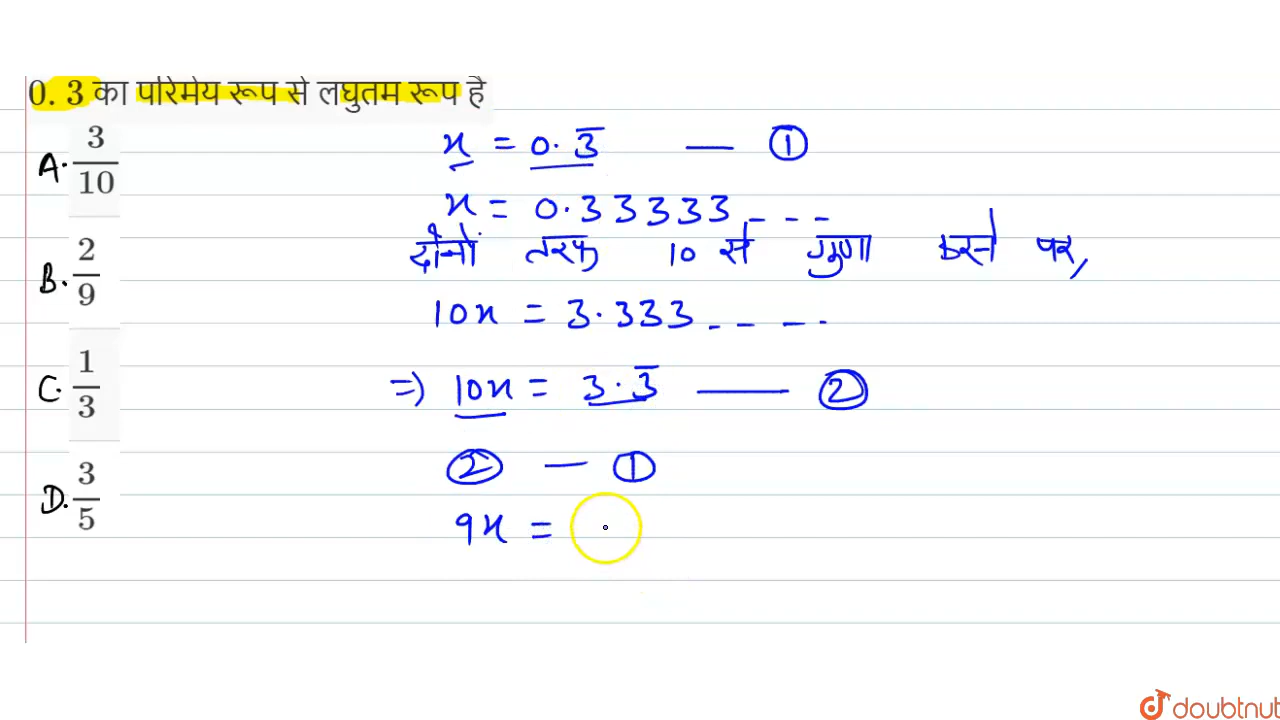 0. 3 का परिमेय रूप से लघुतम रूप है
A. 3/10
B. 2/9
C. 1/3
D. 3/5
x = 0.3̅ — ①
x = 0.33333 - - -
दोनों तरफ 10 से गुणा करने पर,
10x = 3.333 - - - -
=> 10x = 3.3̅ — ②
② — ①
9x =
doubtnut